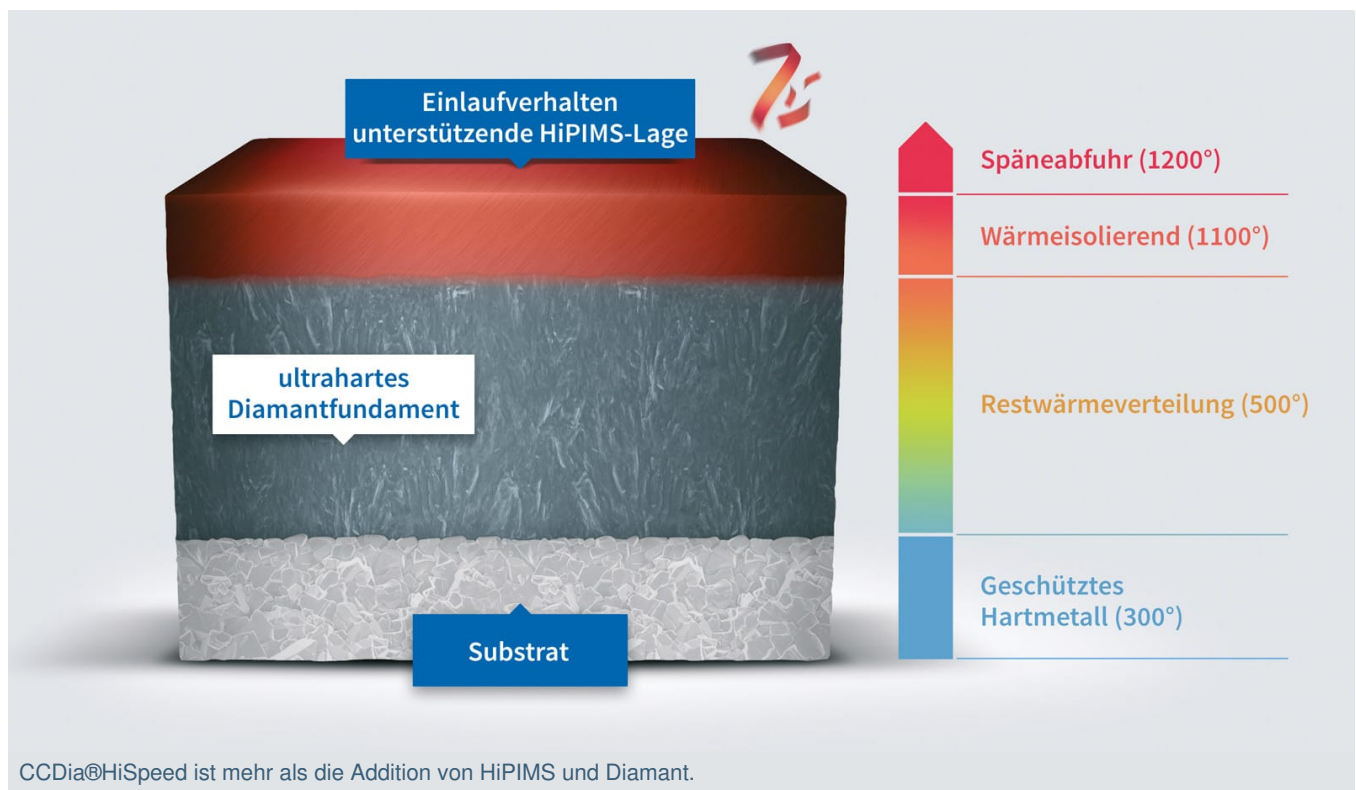 Einlaufverhalten
unterstützende HiPIMS-Lage
Späneabfuhr (1200°)
Wärmeisolierend (1100°)
ultrahartes
Diamantfundament
Restwärmeverteilung (500°)
Geschütztes
Hartmetall (300°)
Substrat
CCDia®HiSpeed ist mehr als die Addition von HiPIMS und Diamant.